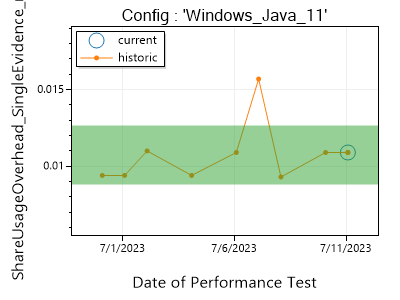 Config : 'Windows_Java_11'
current
historic
ShareUsageOverhead_SingleEvidence_
0.015
0.01
7/1/2023
7/6/2023
7/11/2023
Date of Performance Test